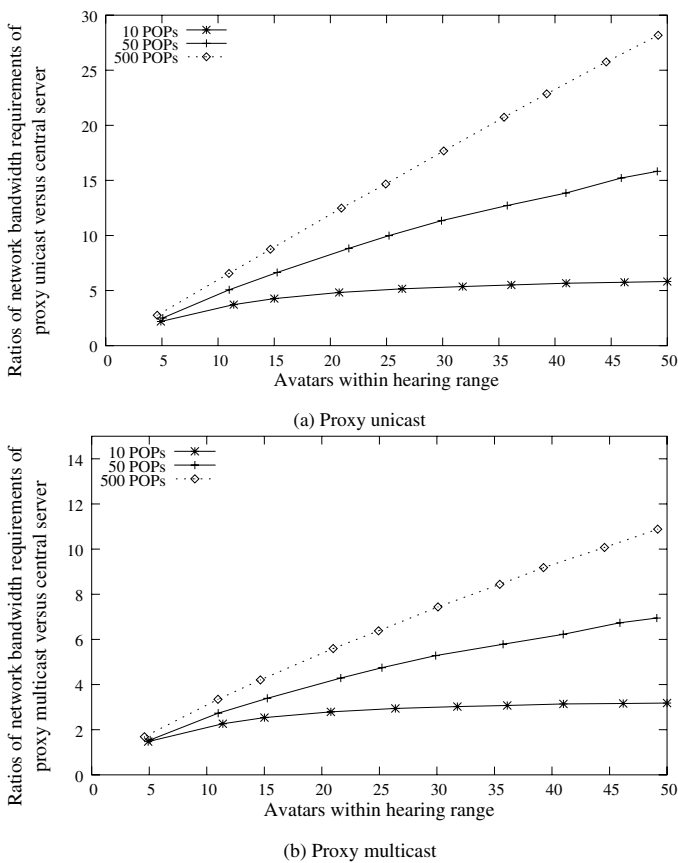 Ratios of network bandwidth requirements of
proxy unicast versus central server
30
25
20
15
10
5
0
10 POPs
50 POPs
500 POPs
0 5 10 15 20 25 30 35 40 45 50
Avatars within hearing range
(a) Proxy unicast
Ratios of network bandwidth requirements of
proxy multicast versus central server
14
12
10
8
6
4
2
0
10 POPs
50 POPs
500 POPs
0 5 10 15 20 25 30 35 40 45 50
Avatars within hearing range
(b) Proxy multicast